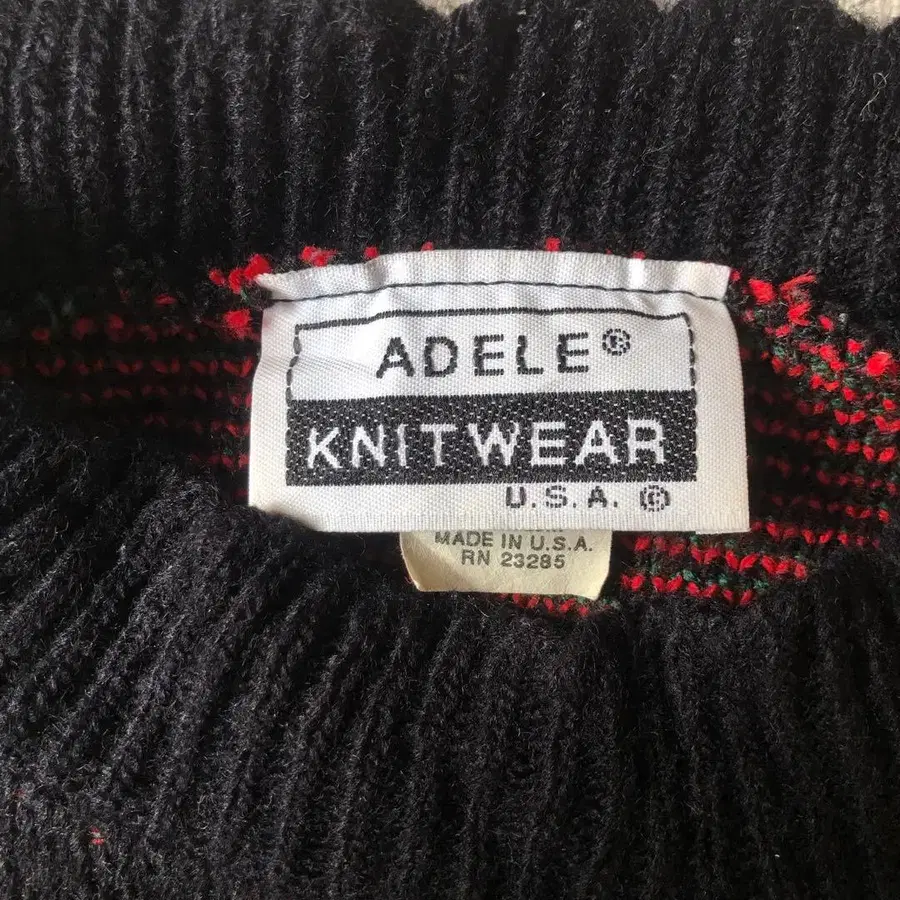 ADELE®
KNITWEAR
U.S.A. ©
MADE IN U.S.A.
RN 23285